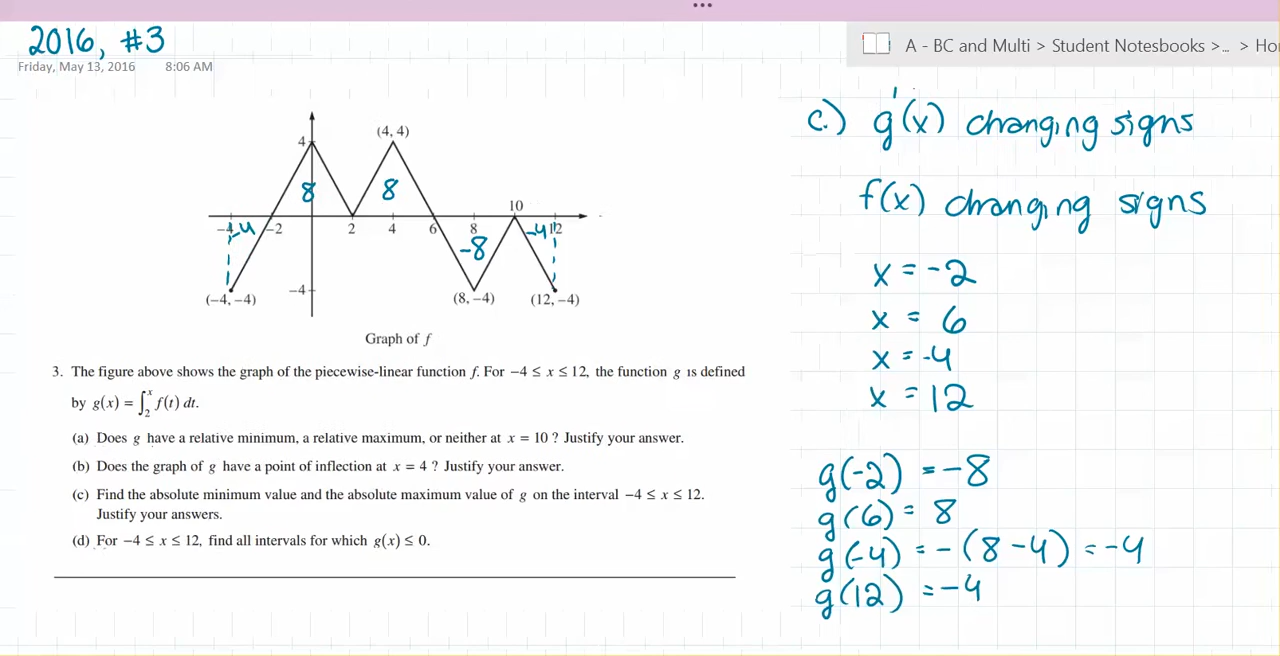 2016, #3
Friday, May 13, 2016 8:06 AM
A - BC and Multi > Student Notesbooks >... > Ho
(4, 4)
4
8
8
10
-4
-4
-2
2
4
6
8
-8
-4
12
-4
(−4, −4)
(8, −4)
(12, −4)
Graph of f
3. The figure above shows the graph of the piecewise-linear function f. For −4 ≤ x ≤ 12, the function g is defined
by g(x) = ∫₂ˣ f(t) dt.
(a) Does g have a relative minimum, a relative maximum, or neither at x = 10 ? Justify your answer.
(b) Does the graph of g have a point of inflection at x = 4 ? Justify your answer.
(c) Find the absolute minimum value and the absolute maximum value of g on the interval −4 ≤ x ≤ 12.
Justify your answers.
(d) For −4 ≤ x ≤ 12, find all intervals for which g(x) ≤ 0.
c.) g'(x) changing signs
f(x) changing signs
x = -2
x = 6
x = -4
x = 12
g(-2) = -8
g(6) = 8
g(-4) = -(8-4) = -4
g(12) = -4